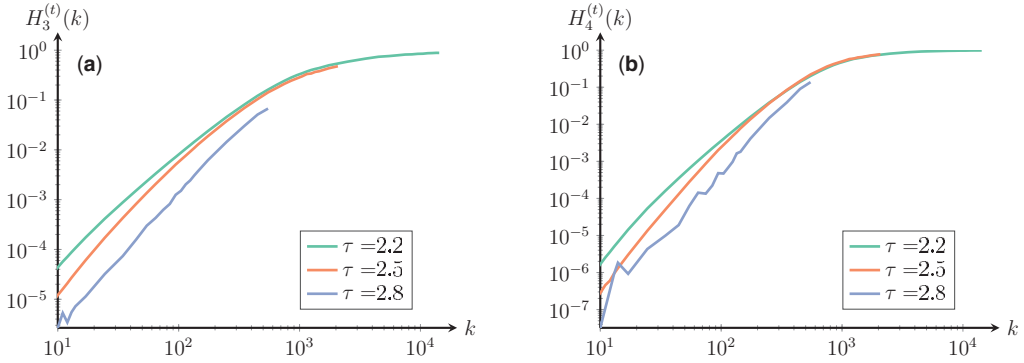 H_3^{(t)}(k)
(a)
10^0
10^{-1}
10^{-2}
10^{-3}
10^{-4}
10^{-5}
10^1
10^2
10^3
10^4
k
τ =2.2
τ =2.5
τ =2.8
H_4^{(t)}(k)
(b)
10^0
10^{-1}
10^{-2}
10^{-3}
10^{-4}
10^{-5}
10^{-6}
10^{-7}
10^1
10^2
10^3
10^4
k
τ =2.2
τ =2.5
τ =2.8